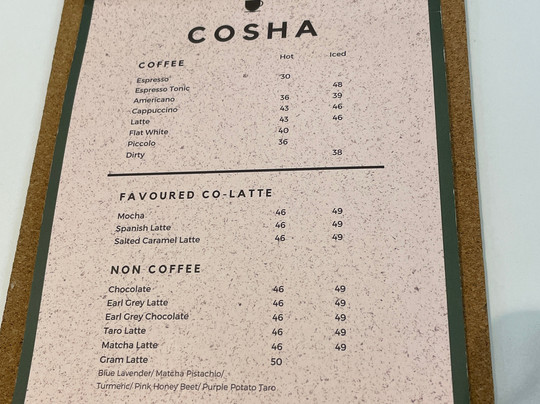 COSHA
Hot Iced
COFFEE
Espresso 30
Espresso Tonic 48
Americano 36 39
Cappuccino 43 46
Latte 43 46
Flat White 40
Piccolo 36
Dirty 38
FAVOURED CO-LATTE
Mocha 46 49
Spanish Latte 46 49
Salted Caramel Latte 46 49
NON COFFEE
Chocolate 46 49
Earl Grey Latte 46 49
Earl Grey Chocolate 46 49
Taro Latte 46 49
Matcha Latte 46 49
Gram Latte 50
Blue Lavender/ Matcha Pistachio/
Turmeric/ Pink Honey Beet/ Purple Potato Taro